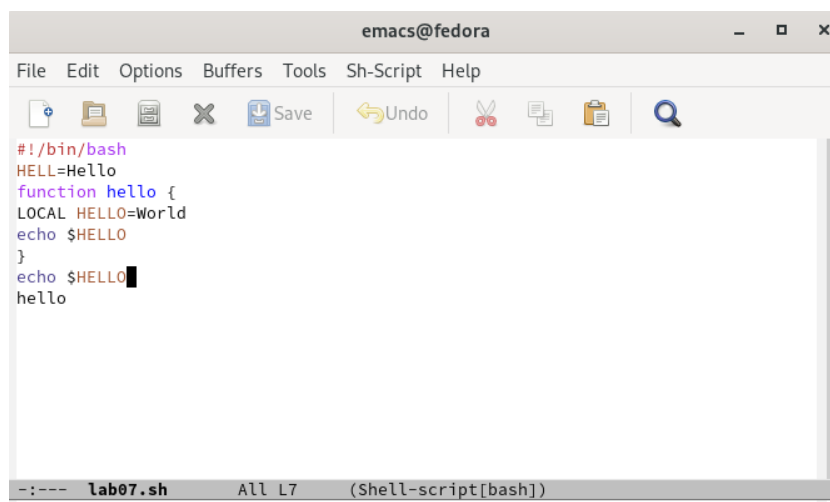 emacs@fedora
File Edit Options Buffers Tools Sh-Script Help
Save Undo
#!/bin/bash
HELL=Hello
function hello {
LOCAL HELLO=World
echo $HELLO
}
echo $HELLO
hello
-:--- lab07.sh All L7 (Shell-script[bash])